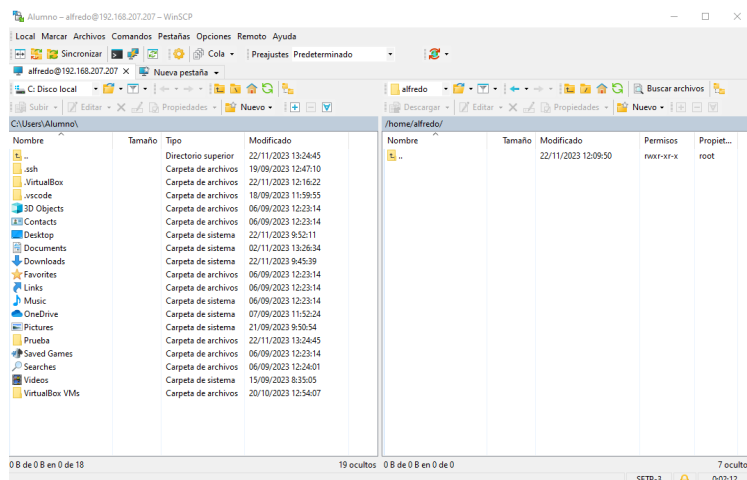 Alumno – alfredo@192.168.207.207 – WinSCP
Local Marcar Archivos Comandos Pestañas Opciones Remoto Ayuda
Sincronizar Cola Preajustes Predeterminado
alfredo@192.168.207.207 × Nueva pestaña
C: Disco local alfredo Buscar archivos
Subir Editar Propiedades Nuevo Descargar Editar Propiedades Nuevo
C:\Users\Alumno\ /home/alfredo/
Nombre Tamaño Tipo Modificado Nombre Tamaño Modificado Permisos Propiet...
.. Directorio superior 22/11/2023 13:24:45 .. 22/11/2023 12:09:50 rwxr-xr-x root
.ssh Carpeta de archivos 19/09/2023 12:47:10
.VirtualBox Carpeta de archivos 22/11/2023 12:16:22
.vscode Carpeta de archivos 18/09/2023 11:59:55
3D Objects Carpeta de archivos 06/09/2023 12:23:14
Contacts Carpeta de archivos 06/09/2023 12:23:14
Desktop Carpeta de sistema 22/11/2023 9:52:11
Documents Carpeta de sistema 02/11/2023 13:26:34
Downloads Carpeta de sistema 22/11/2023 9:45:39
Favorites Carpeta de archivos 06/09/2023 12:23:14
Links Carpeta de archivos 06/09/2023 12:23:14
Music Carpeta de sistema 06/09/2023 12:23:14
OneDrive Carpeta de archivos 07/09/2023 11:52:24
Pictures Carpeta de sistema 21/09/2023 9:50:54
Prueba Carpeta de archivos 22/11/2023 13:24:45
Saved Games Carpeta de archivos 06/09/2023 12:23:14
Searches Carpeta de archivos 06/09/2023 12:24:01
Videos Carpeta de sistema 15/09/2023 8:35:05
VirtualBox VMs Carpeta de archivos 20/10/2023 12:54:07
0 B de 0 B en 0 de 18 19 ocultos 0 B de 0 B en 0 de 0 7 oculto
SFTP-3 0:02:12